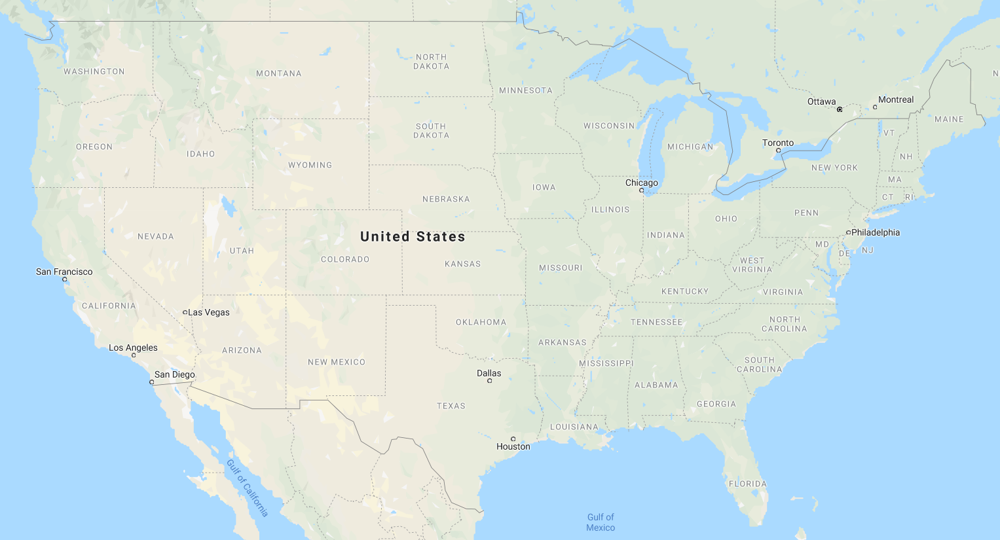 WASHINGTON
MONTANA
NORTH
DAKOTA
MINNESOTA
Ottawa
Montreal
N
MAINE
WISCONSIN
SOUTH
DAKOTA
VT
OREGON
IDAHO
MICHIGAN
Toronto
NH
WYOMING
NEW YORK
MA
Chicago
IOWA
CT
RI
NEBRASKA
ILLINOIS
OHIO
PENN
NEVADA
United States
INDIANA
Philadelphia
UTAH
COLORADO
KANSAS
MISSOURI
WEST
VIRGINIA
MD
DE
NJ
San Francisco
KENTUCKY
VIRGINIA
CALIFORNIA
Las Vegas
OKLAHOMA
TENNESSEE
NORTH
CAROLINA
Los Angeles
ARIZONA
NEW MEXICO
ARKANSAS
MISSISSIPPI
SOUTH
CAROLINA
San Diego
Dallas
ALABAMA
TEXAS
GEORGIA
LOUISIANA
Houston
Gulf of California
FLORIDA
Gulf of
Mexico